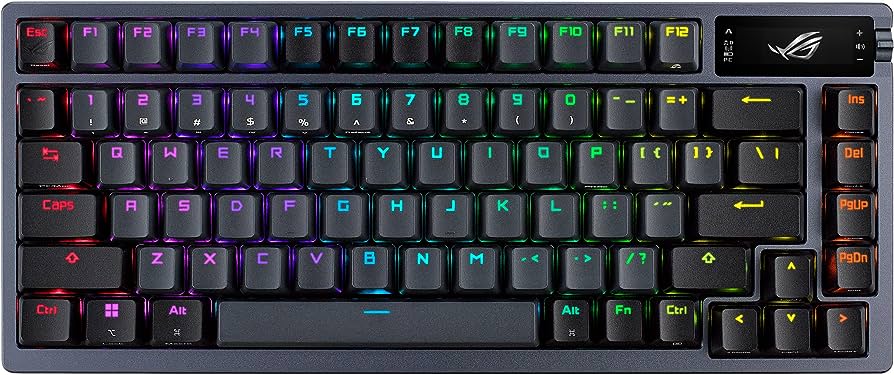 Esc F1 F2 F3 F4 F5 F6 F7 F8 F9 F10 F11 F12 PC + −
` ~ 1 ! 2 @ 3 # 4 $ 5 % 6 ^ 7 & 8 * 9 ( 0 ) - _ = + ← Ins
Q W E R T Y U I O P [ { ] } \ | Del
Caps A S D F G H J K L ; : ' " PgUp
Z X C V B N M , < . > / ? PgDn
Ctrl Alt Alt Fn Ctrl < v >